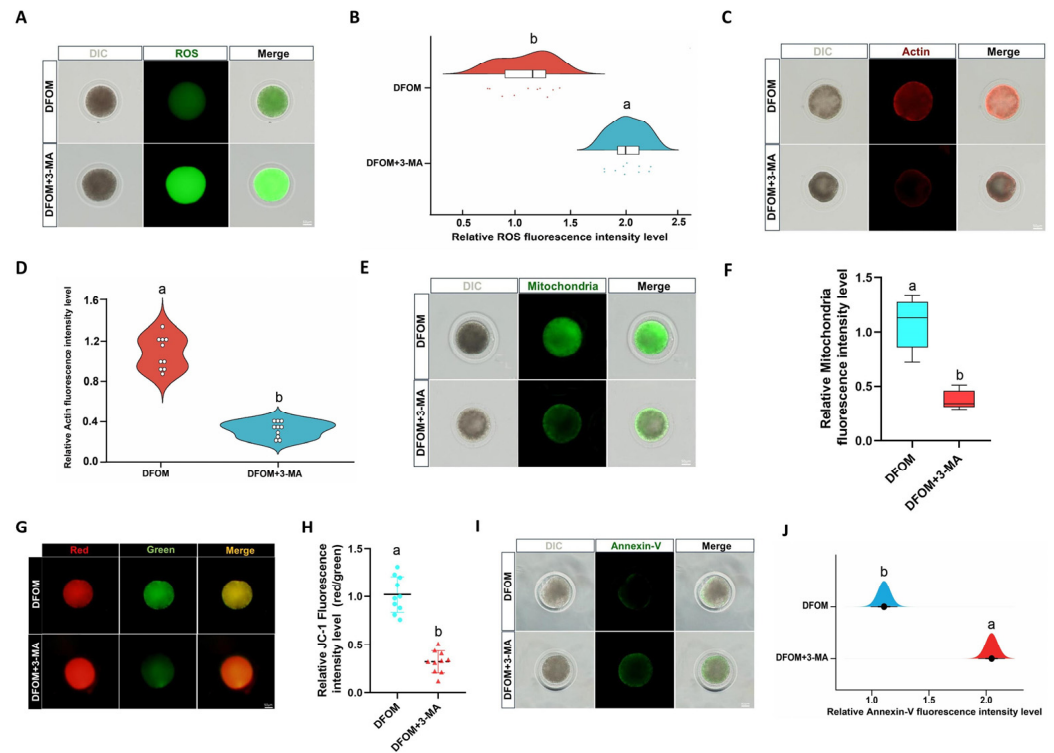 A
DIC ROS Merge
DFOM
DFOM+3-MA
B
b
DFOM
a
DFOM+3-MA
0.5 1.0 1.5 2.0 2.5
Relative ROS fluorescence intensity level
C
DIC Actin Merge
DFOM
DFOM+3-MA
D
Relative Actin fluorescence intensity level
1.6
1.2
0.8
0.4
0.0
a
b
DFOM DFOM+3-MA
E
DIC Mitochondria Merge
DFOM
DFOM+3-MA
F
Relative Mitochondria
fluorescence intensity level
1.5
1.0
0.5
0.0
a
b
DFOM
DFOM+3-MA
G
Red Green Merge
DFOM
DFOM+3-MA
H
Relative JC-1 Fluorescence
intensity level (red/green)
1.5
1.0
0.5
0.0
a
b
DFOM
DFOM+3-MA
I
DIC Annexin-V Merge
DFOM
DFOM+3-MA
J
b
DFOM
a
DFOM+3-MA
1.0 2.0
Relative Annexin-V fluorescence intensity level